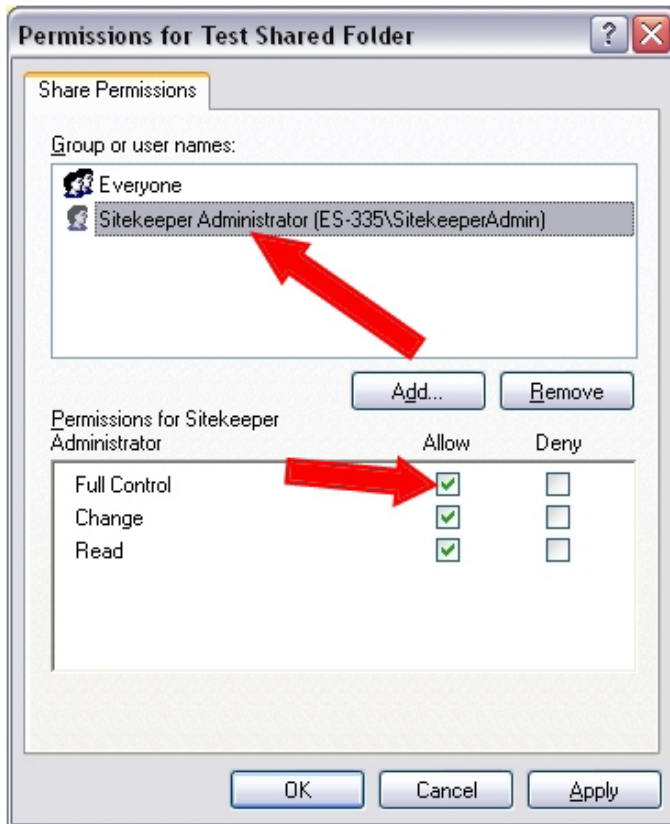 Permissions for Test Shared Folder
Share Permissions
Group or user names:
Everyone
Sitekeeper Administrator (ES-335\SitekeeperAdmin)
Add...
Remove
Permissions for Sitekeeper
Administrator
Allow
Deny
Full Control
Change
Read
OK
Cancel
Apply